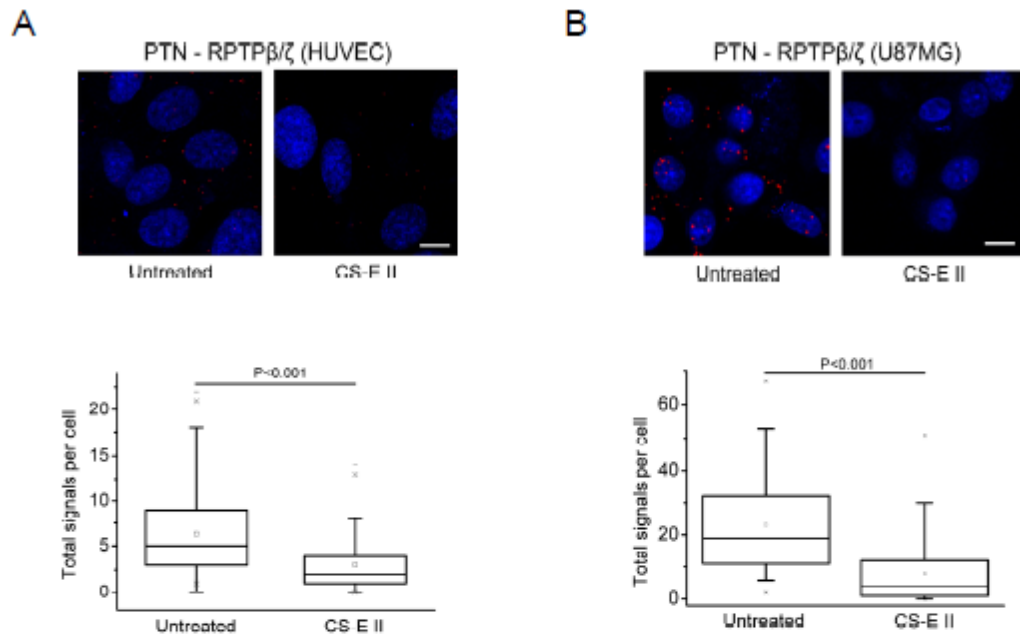 A
PTN - RPTPβ/ζ (HUVEC)
Untreated
CS-E II
P<0.001
Total signals per cell
20
15
10
5
0
Untreated
CS-E II
B
PTN - RPTPβ/ζ (U87MG)
Untreated
CS-E II
P<0.001
Total signals per cell
60
40
20
0
Untreated
CS-E II